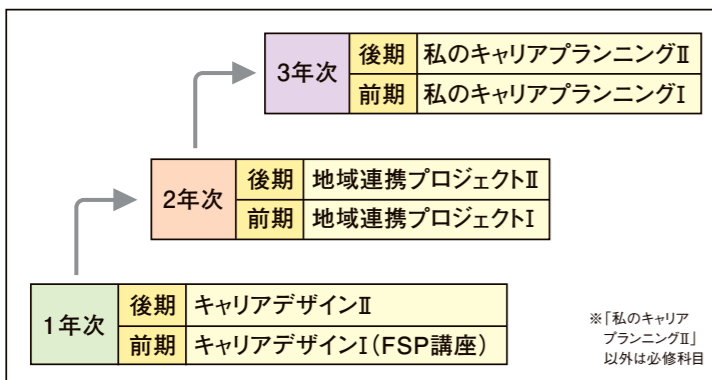 3年次
後期 私のキャリアプランニングⅡ
前期 私のキャリアプランニングⅠ
2年次
後期 地域連携プロジェクトⅡ
前期 地域連携プロジェクトⅠ
1年次
後期 キャリアデザインⅡ
前期 キャリアデザインⅠ（FSP講座）
※「私のキャリア
プランニングⅡ」
以外は必修科目